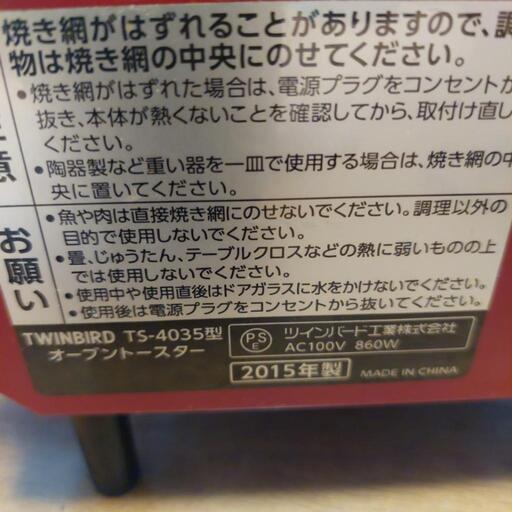 焼き網がはずれることがありますので、調
物は焼き網の中央にのせてください。
●焼き網がはずれた場合は、電源プラグをコンセントか
抜き、本体が熱くないことを確認してから、取付け直し
ください。
●陶器製など重い器を一皿で使用する場合は、焼き網の中
央に置いてください。
意
お願い
●魚や肉は直接焼き網にのせないでください。調理以外の
目的で使用しないでください。
●畳、じゅうたん、テーブルクロスなどの熱に弱いものの上
では使用しないでください。
●使用中や使用直後はドアガラスに水をかけないでください。
●使用後は電源プラグをコンセントから抜いてください。
TWINBIRD TS-4035型
オーブントースター
PSE
ツインバード工業株式会社
AC100V 860W
2015年製
MADE IN CHINA